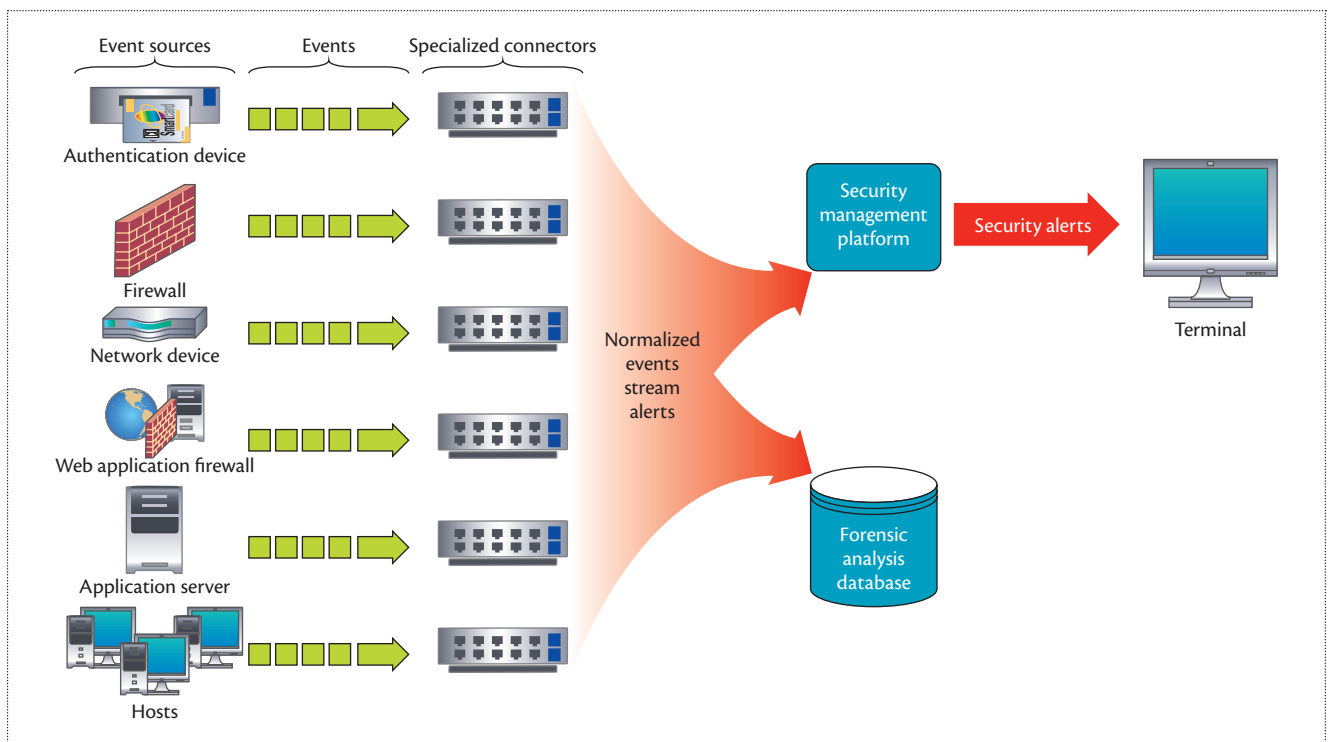 Event sources
Events
Specialized connectors
SmartCard
Authentication device
Firewall
Network device
Web application firewall
Application server
Hosts
Normalized
events
stream
alerts
Security
management
platform
Security alerts
Terminal
Forensic
analysis
database